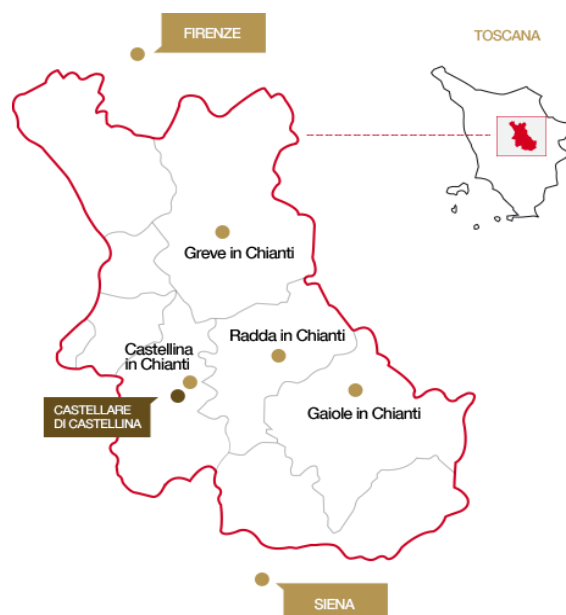 FIRENZE
TOSCANA
Greve in Chianti
Radda in Chianti
Castellina
in Chianti
CASTELLARE
DI CASTELLINA
Gaiole in Chianti
SIENA